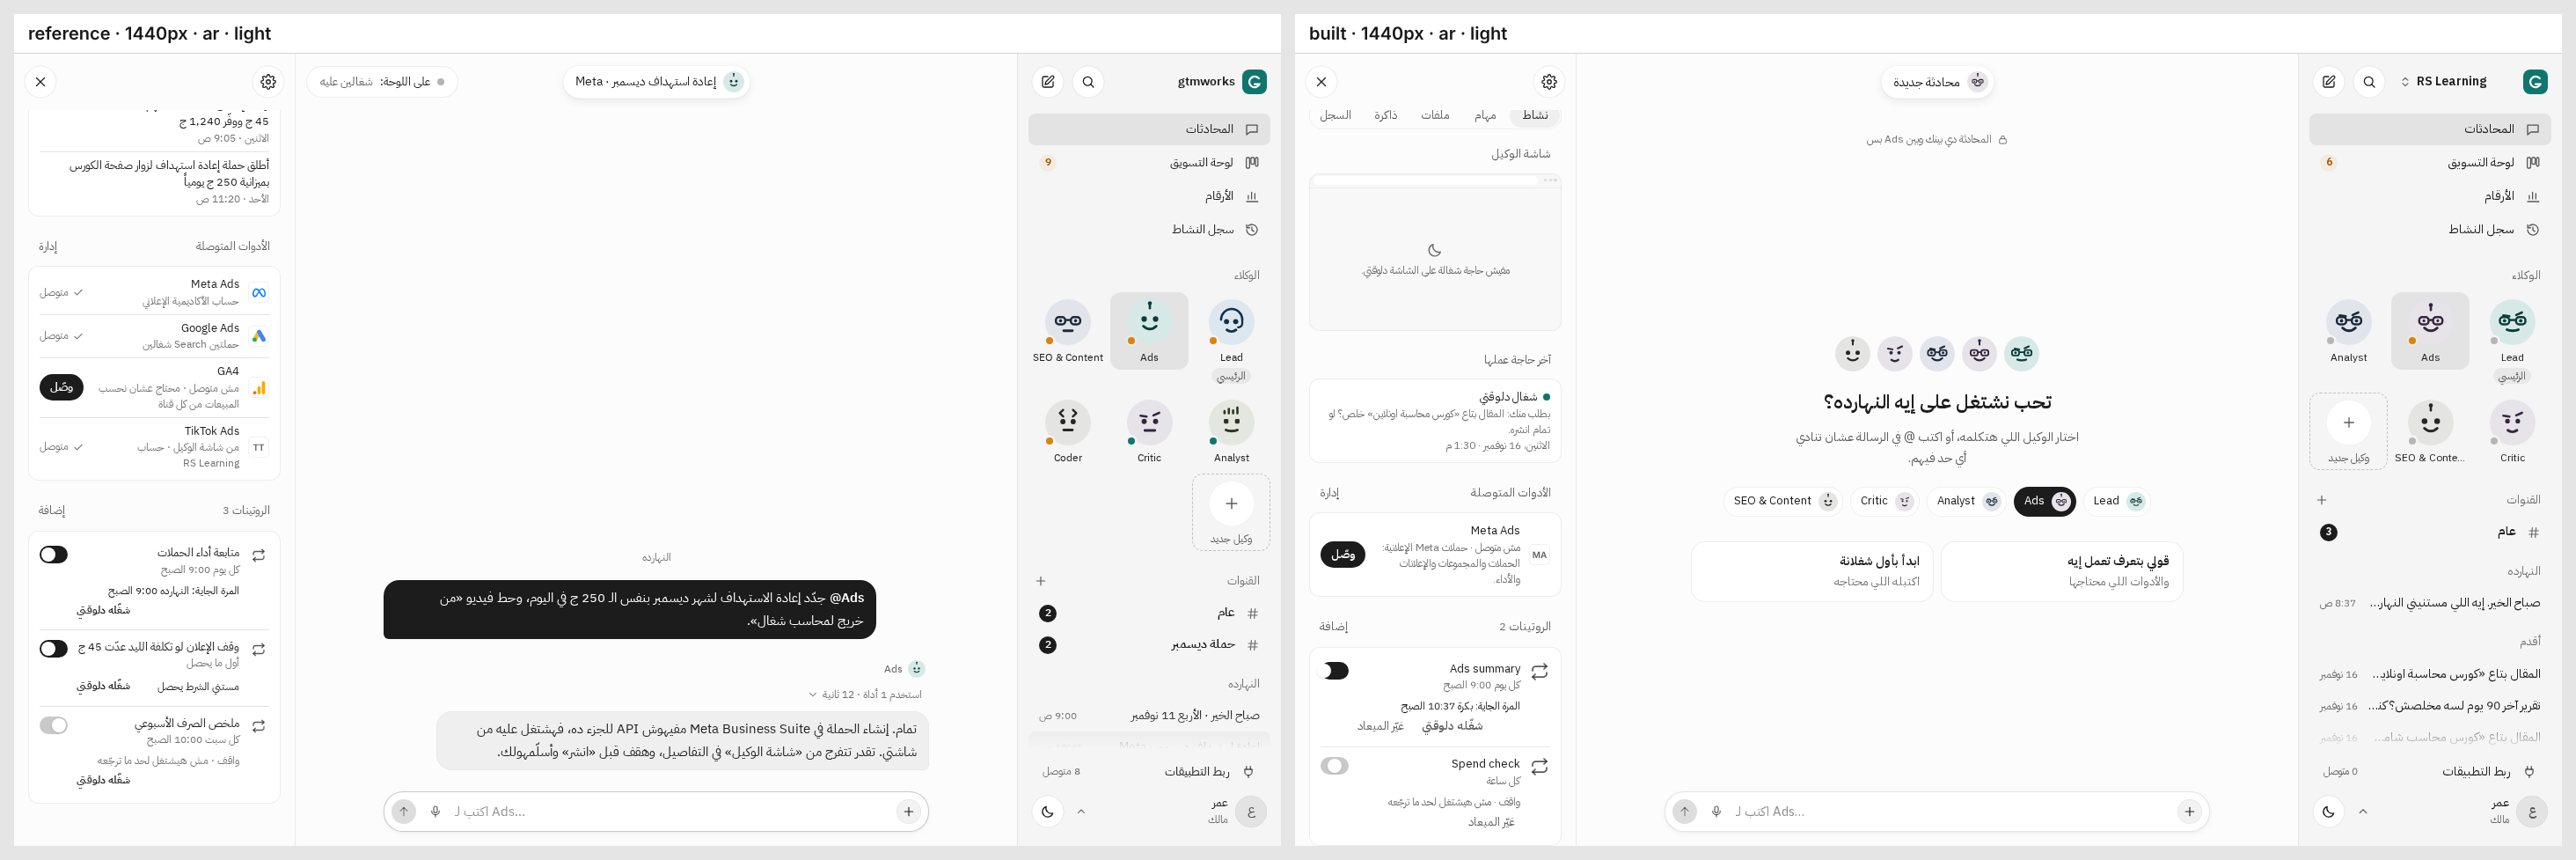 reference · 1440px · ar · light
gtmworks
G
المحادثات
لوحة التسويق
9
الأرقام
سجل النشاط
الوكلاء
Lead
الرئيسي
Ads
SEO & Content
Analyst
Critic
Coder
وكيل جديد
القنوات
عام
2
حملة ديسمبر
2
النهارده
صباح الخير · الأربع 11 نوفمبر
9:00 ص
ربط التطبيقات
8 متوصل
ع
عمر
مالك
إعادة استهداف ديسمبر · Meta
على اللوحة: شغالين عليه
النهارده
@Ads جدّد إعادة الاستهداف لشهر ديسمبر بنفس الـ 250 ج في اليوم، وحط فيديو «من
خريج لمحاسب شغال».
Ads
استخدم 1 أداة · 12 ثانية
تمام. إنشاء الحملة في Meta Business Suite مفيهوش API للجزء ده، فهشتغل عليه من
شاشتي. تقدر تتفرج من «شاشة الوكيل» في التفاصيل، وهقف قبل «انشر» وأسلّمهولك.
اكتب لـ Ads...
45 ج ووفّر 1,240 ج
الاثنين · 9:05 ص
أطلق حملة إعادة استهداف لزوار صفحة الكورس
بميزانية 250 ج يومياً
الأحد · 11:20 ص
الأدوات المتوصلة
إدارة
Meta Ads
حساب الأكاديمية الإعلاني
متوصل
Google Ads
حملتين Search شغالين
متوصل
GA4
مش متوصل · محتاج عشان نحسب
المبيعات من كل قناة
وصّل
TikTok Ads
من شاشة الوكيل · حساب
RS Learning
TT
متوصل
الروتينات 3
إضافة
متابعة أداء الحملات
كل يوم 9:00 الصبح
المرة الجاية: النهارده 9:00 الصبح
شغّله دلوقتي
وقف الإعلان لو تكلفة الليد عدّت 45 ج
أول ما يحصل
مستني الشرط يحصل
شغّله دلوقتي
ملخص الصرف الأسبوعي
كل سبت 10:00 الصبح
واقف · مش هيشتغل لحد ما ترجّعه
شغّله دلوقتي
built · 1440px · ar · light
G
RS Learning
المحادثات
لوحة التسويق
6
الأرقام
سجل النشاط
الوكلاء
Lead
الرئيسي
Ads
Analyst
Critic
SEO & Conte...
وكيل جديد
القنوات
عام
3
النهارده
صباح الخير. إيه اللي مستنيني النهار...
8:37 ص
أقدم
المقال بتاع «كورس محاسبة اونلاي...
16 نوفمبر
تقرير آخر 90 يوم لسه مخلصش؟ كن...
16 نوفمبر
المقال بتاع «كورس محاسب شام...
16 نوفمبر
ربط التطبيقات
0 متوصل
ع
عمر
مالك
محادثة جديدة
المحادثة دي بينك وبين Ads بس
تحب نشتغل على إيه النهارده؟
اختار الوكيل اللي هتكلمه، أو اكتب @ في الرسالة عشان تنادي
أي حد فيهم.
Lead
Ads
Analyst
Critic
SEO & Content
قولي بتعرف تعمل إيه
والأدوات اللي محتاجها
ابدأ بأول شغلانة
اكتبله اللي محتاجه
اكتب لـ Ads...
نشاط
مهام
ملفات
ذاكرة
السجل
شاشة الوكيل
مفيش حاجة شغالة على الشاشة دلوقتي.
آخر حاجة عملها
شغال دلوقتي
بطلب منك: المقال بتاع «كورس محاسبة اونلاين» خلص؟ لو
تمام انشره.
الاثنين، 16 نوفمبر · 1:30 م
الأدوات المتوصلة
إدارة
Meta Ads
MA
مش متوصل · حملات Meta الإعلانية:
الحملات والمجموعات والإعلانات
والأداء.
وصّل
الروتينات 2
إضافة
Ads summary
كل يوم 9:00 الصبح
المرة الجاية: بكرة 10:37 الصبح
شغّله دلوقتي
غيّر الميعاد
Spend check
كل ساعة
واقف · مش هيشتغل لحد ما ترجّعه
غيّر الميعاد